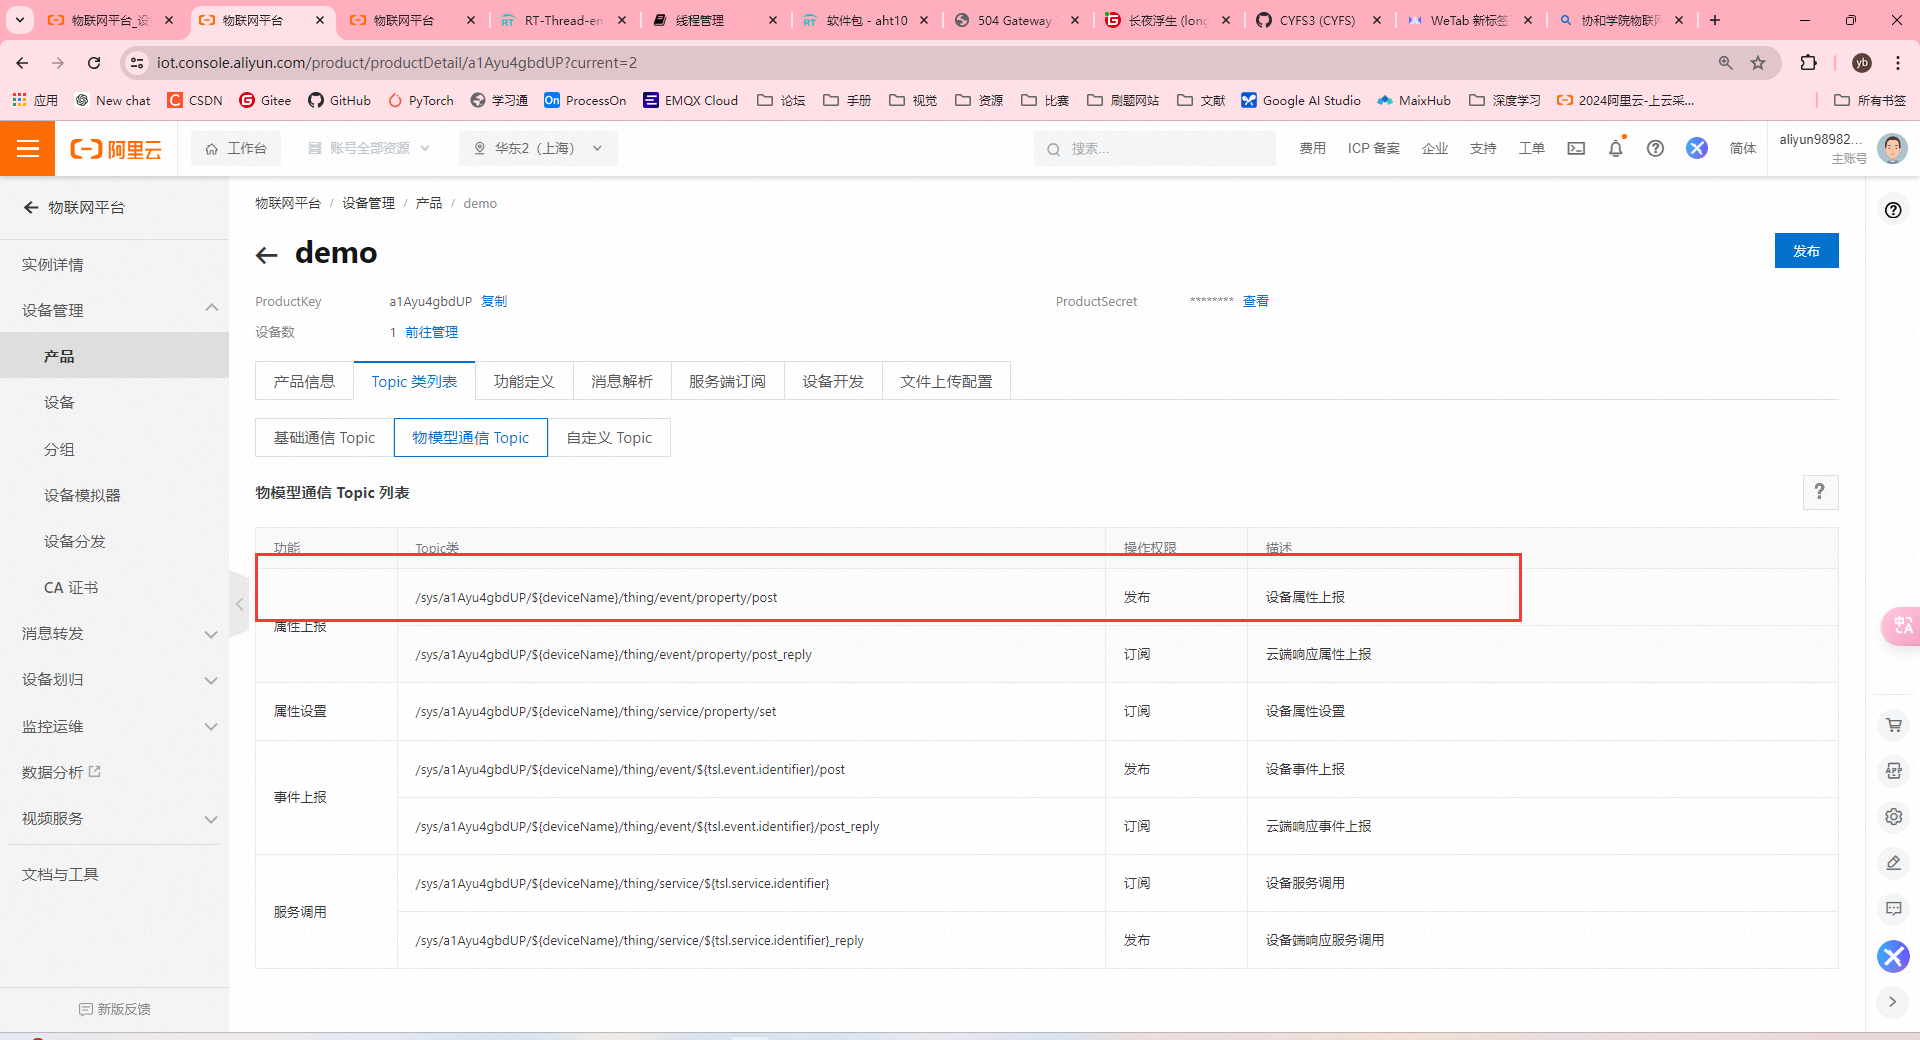 物联网平台_设
物联网平台
物联网平台
RT-Thread-en
线程管理
软件包 - aht10
504 Gateway
长夜浮生 (long
CYFS3 (CYFS)
WeTab 新标签
协和学院物联网
iot.console.aliyun.com/product/productDetail/a1Ayu4gbdUP?current=2
yb
应用
New chat
CSDN
Gitee
GitHub
PyTorch
学习通
ProcessOn
EMQX Cloud
论坛
手册
视觉
资源
比赛
刷题网站
文献
Google AI Studio
MaixHub
深度学习
2024阿里云-上云采...
所有书签
阿里云
工作台
账号全部资源
华东2（上海）
搜索...
费用
ICP 备案
企业
支持
工单
简体
aliyun98982...
主账号
物联网平台
实例详情
设备管理
产品
设备
分组
设备模拟器
设备分发
CA 证书
消息转发
设备划归
监控运维
数据分析
视频服务
文档与工具
新版反馈
物联网平台 / 设备管理 / 产品 / demo
demo
发布
ProductKey a1Ayu4gbdUP 复制
ProductSecret ******** 查看
设备数 1 前往管理
产品信息 Topic 类列表 功能定义 消息解析 服务端订阅 设备开发 文件上传配置
基础通信 Topic 物模型通信 Topic 自定义 Topic
物模型通信 Topic 列表
?
功能 Topic类 操作权限 描述
属性上报
/sys/a1Ayu4gbdUP/${deviceName}/thing/event/property/post 发布 设备属性上报
/sys/a1Ayu4gbdUP/${deviceName}/thing/event/property/post_reply 订阅 云端响应属性上报
属性设置 /sys/a1Ayu4gbdUP/${deviceName}/thing/service/property/set 订阅 设备属性设置
事件上报
/sys/a1Ayu4gbdUP/${deviceName}/thing/event/${tsl.event.identifier}/post 发布 设备事件上报
/sys/a1Ayu4gbdUP/${deviceName}/thing/event/${tsl.event.identifier}/post_reply 订阅 云端响应事件上报
服务调用
/sys/a1Ayu4gbdUP/${deviceName}/thing/service/${tsl.service.identifier} 订阅 设备服务调用
/sys/a1Ayu4gbdUP/${deviceName}/thing/service/${tsl.service.identifier}_reply 发布 设备端响应服务调用
中A
APP